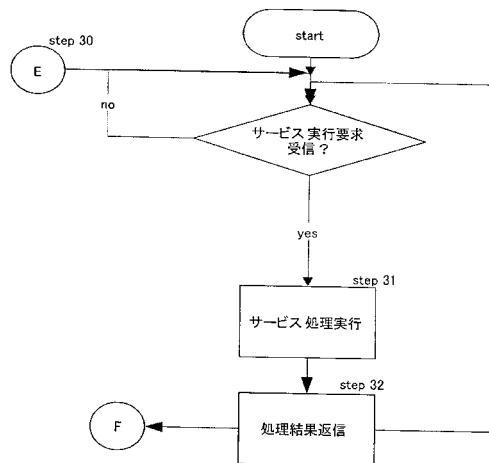 step 30
start
E
no
サービス 実行要求
受信？
yes
step 31
サービス 処理実行
step 32
処理結果返信
F